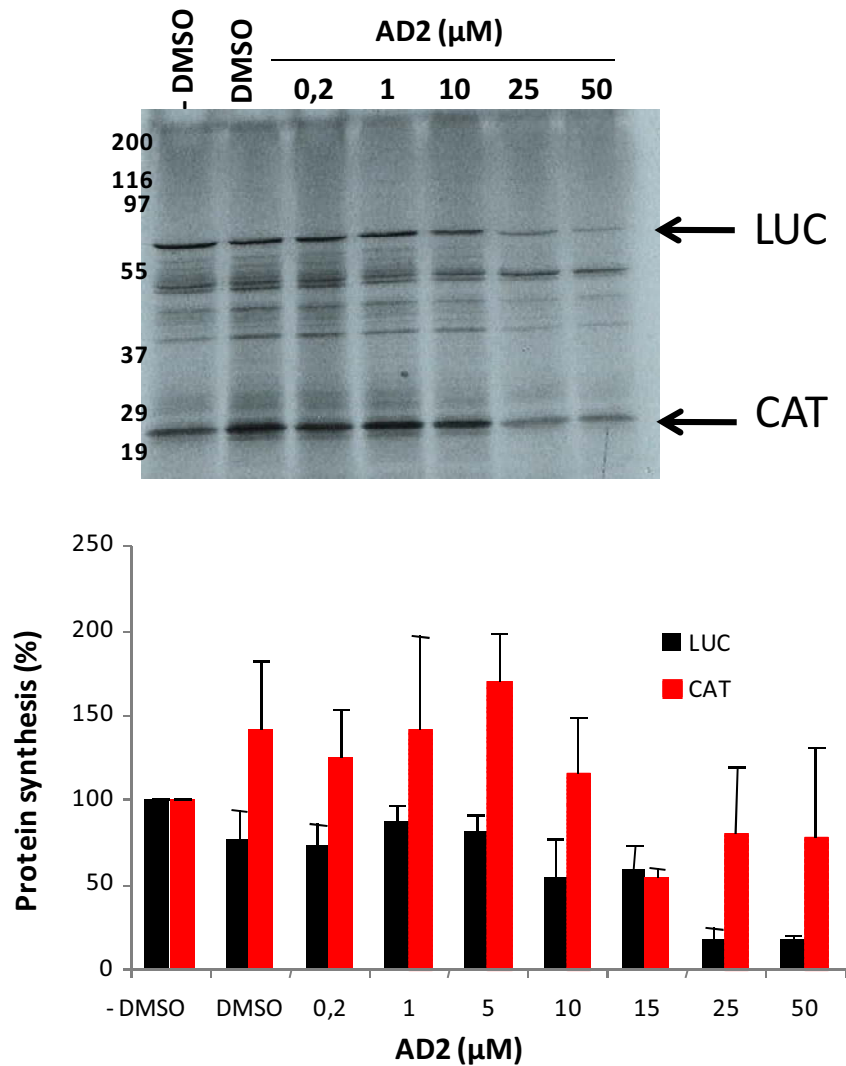 - DMSO
DMSO
AD2 (µM)
0,2 1 10 25 50
200
116
97
55
37
29
19
LUC
CAT
250
200
150
100
50
0
Protein synthesis (%)
LUC
CAT
- DMSO DMSO 0,2 1 5 10 15 25 50
AD2 (µM)